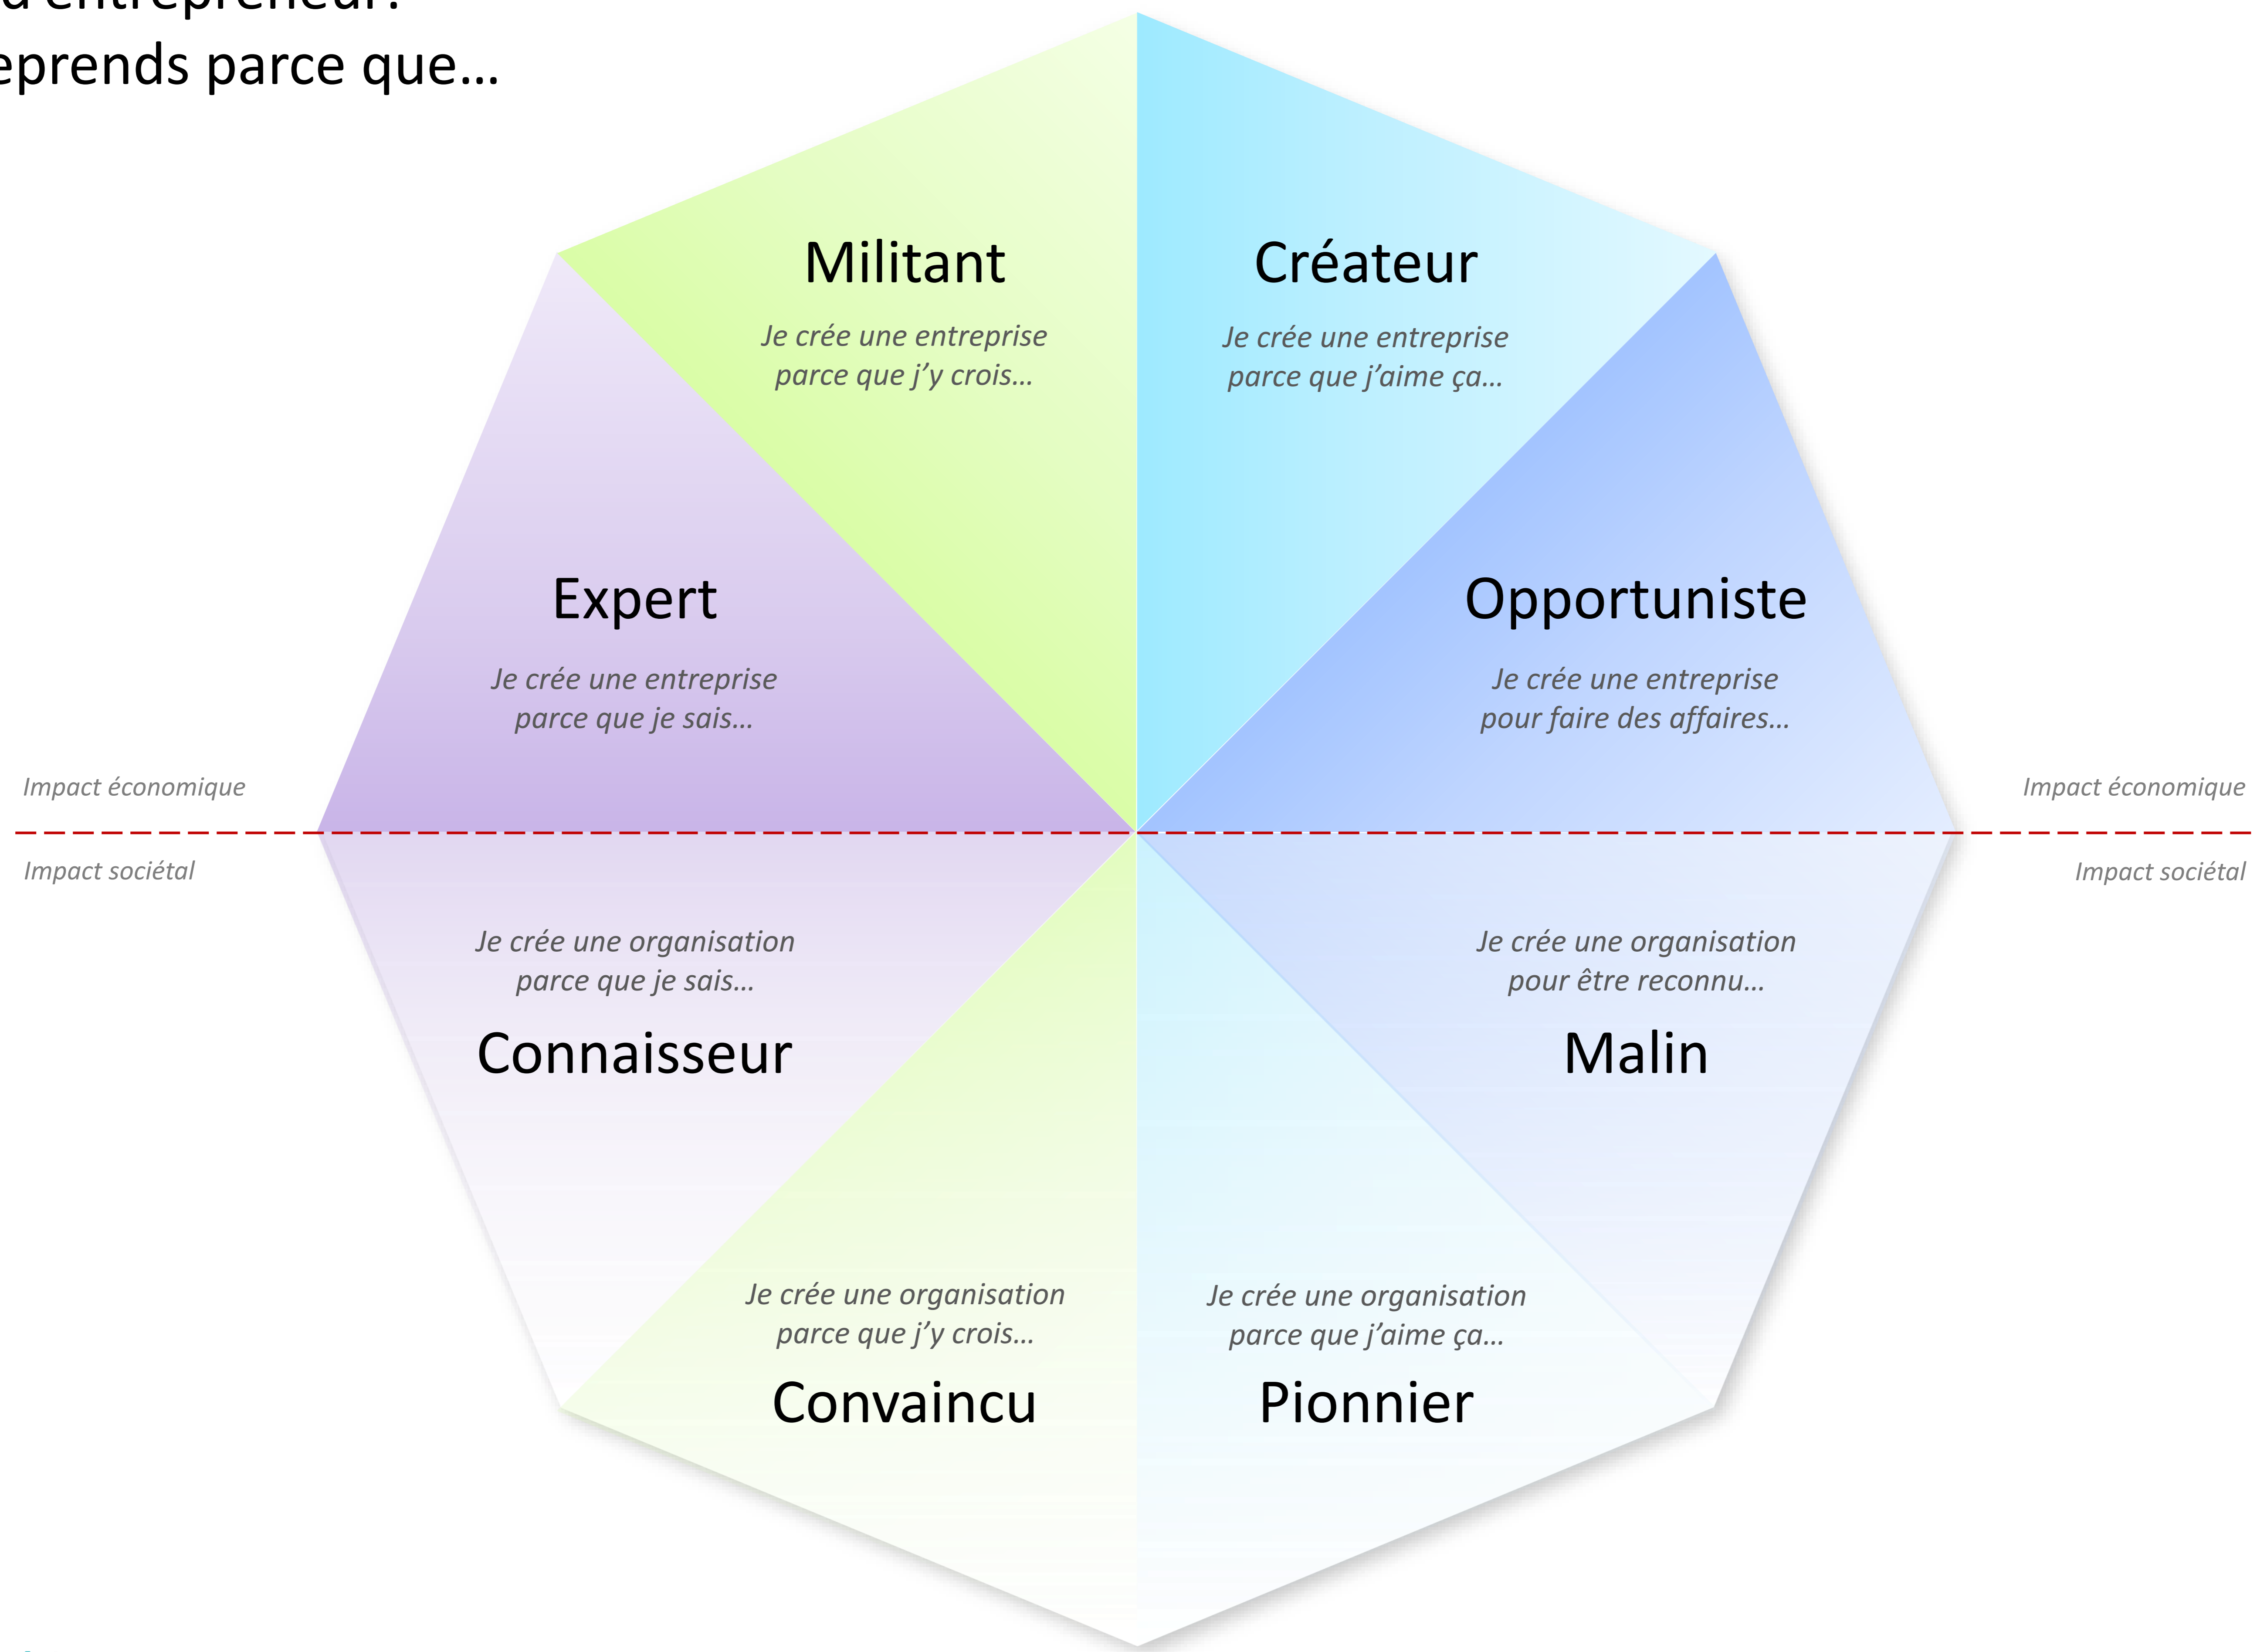 d'entrepreneur?
eprends parce que…
Militant
Je crée une entreprise
parce que j'y crois…
Créateur
Je crée une entreprise
parce que j'aime ça…
Expert
Je crée une entreprise
parce que je sais…
Opportuniste
Je crée une entreprise
pour faire des affaires…
Impact économique
Impact économique
Impact sociétal
Impact sociétal
Je crée une organisation
parce que je sais…
Connaisseur
Je crée une organisation
pour être reconnu…
Malin
Je crée une organisation
parce que j'y crois…
Convaincu
Je crée une organisation
parce que j'aime ça…
Pionnier